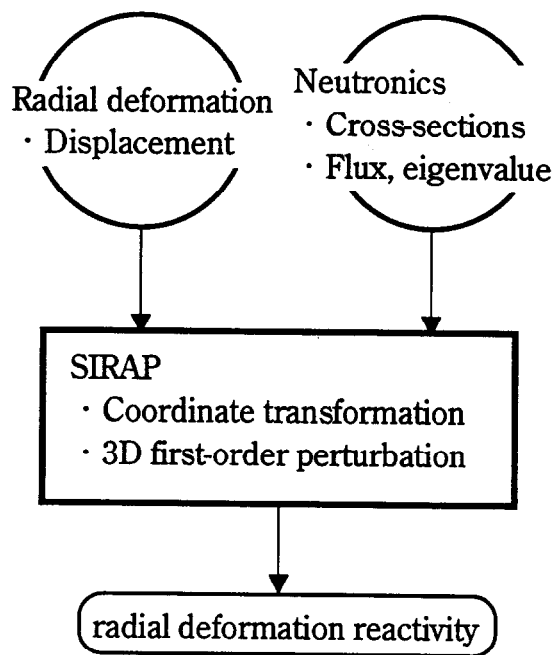 Radial deformation
· Displacement
Neutronics
· Cross-sections
· Flux, eigenvalue
SIRAP
· Coordinate transformation
· 3D first-order perturbation
radial deformation reactivity